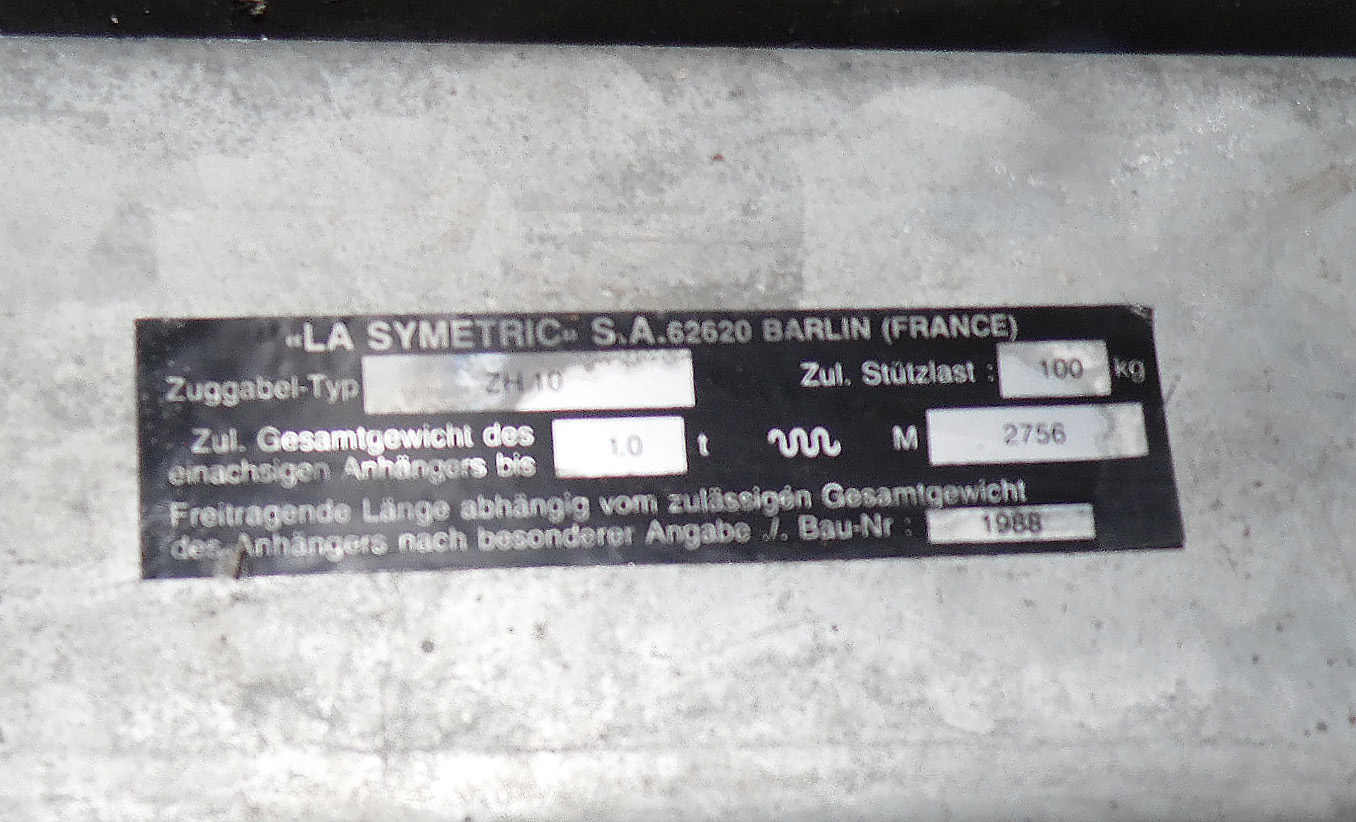 «LA SYMETRIC» S.A. 62620 BARLIN (FRANCE)
Zuggabel-Typ ZH 10 Zul. Stützlast : 100 kg
Zul. Gesamtgewicht des
einachsigen Anhängers bis 1.0 t M 2756
Freitragende Länge abhängig vom zulässigen Gesamtgewicht
des Anhängers nach besonderer Angabe ./. Bau-Nr : 1988